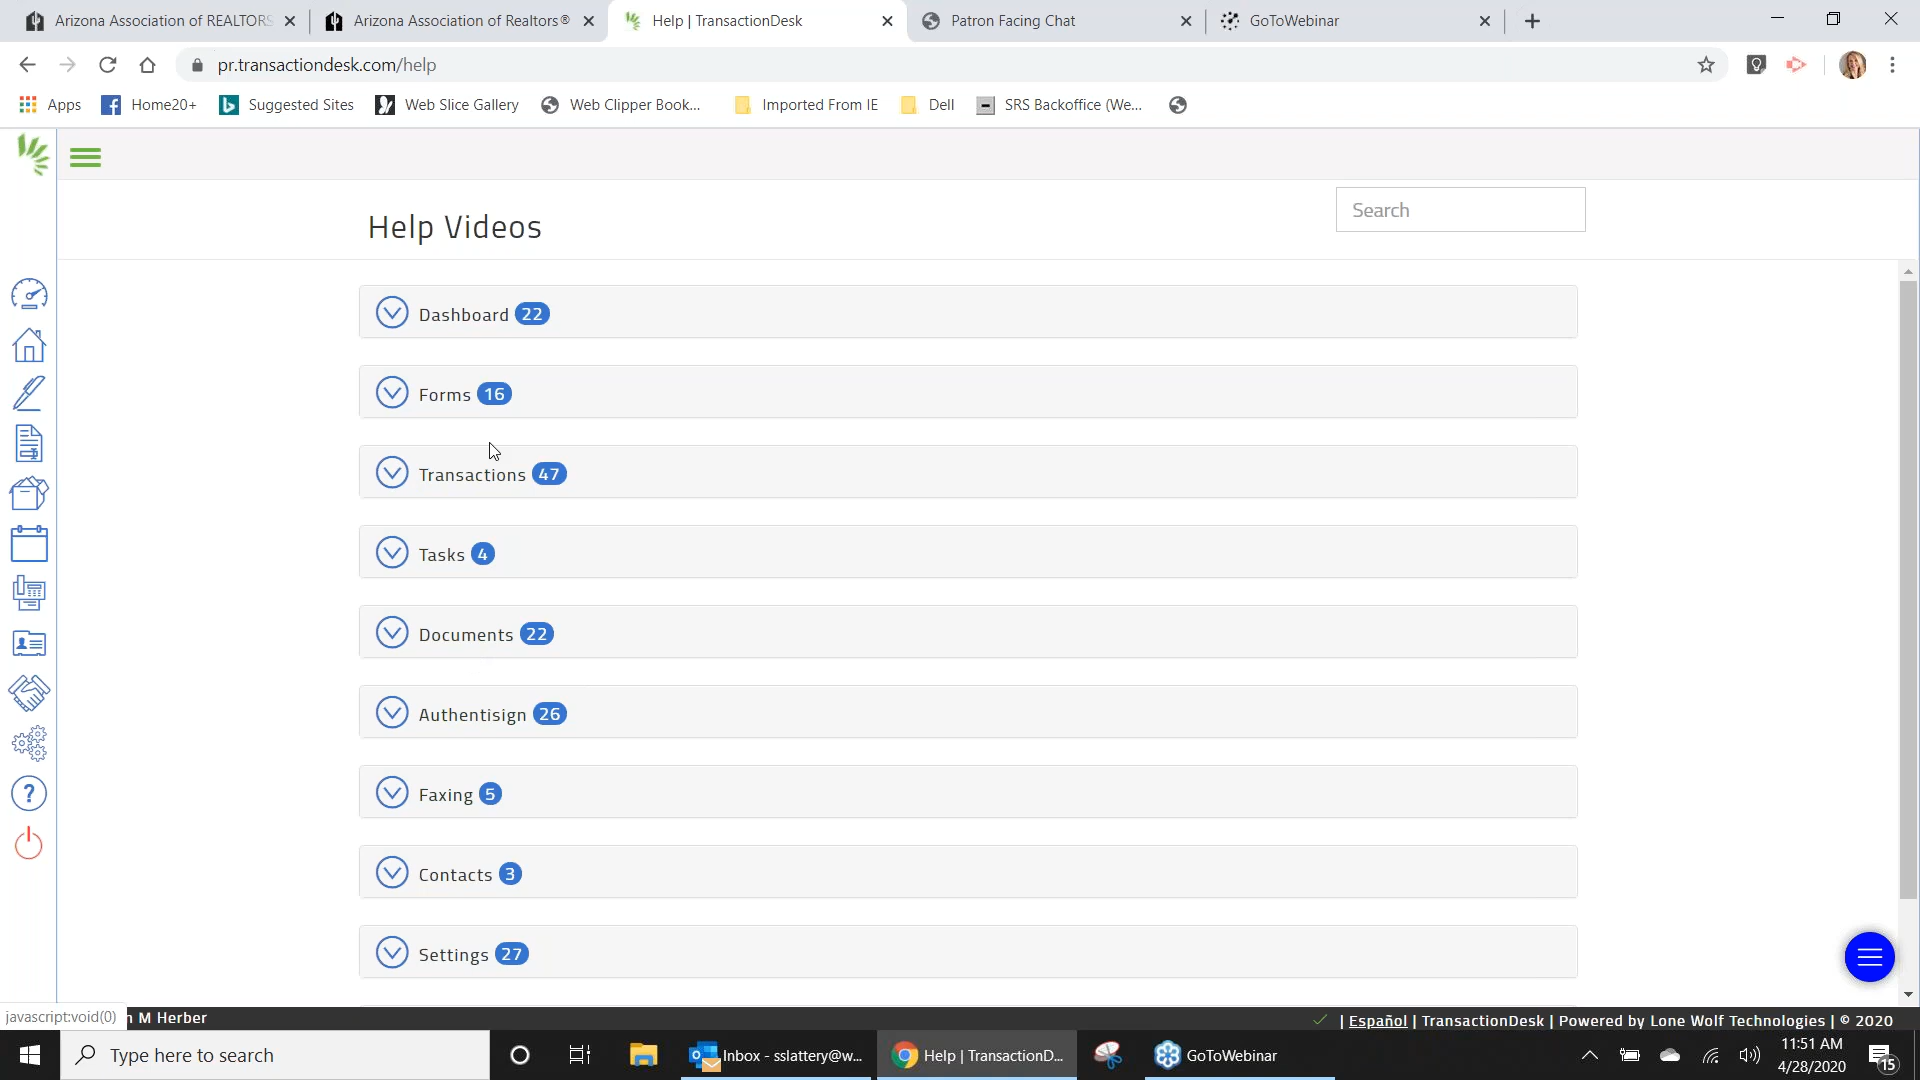 Arizona Association of REALTORS
Arizona Association of Realtors®
Help | TransactionDesk
Patron Facing Chat
GoToWebinar
pr.transactiondesk.com/help
Apps
Home20+
Suggested Sites
Web Slice Gallery
Web Clipper Book...
Imported From IE
Dell
SRS Backoffice (We...
Help Videos
Search
Dashboard 22
Forms 16
Transactions 47
Tasks 4
Documents 22
Authentisign 26
Faxing 5
Contacts 3
Settings 27
javascript:void(0)
M Herber
| Español | TransactionDesk | Powered by Lone Wolf Technologies | © 2020
Type here to search
Inbox - sslattery@w...
Help | TransactionD...
GoToWebinar
11:51 AM
4/28/2020
15